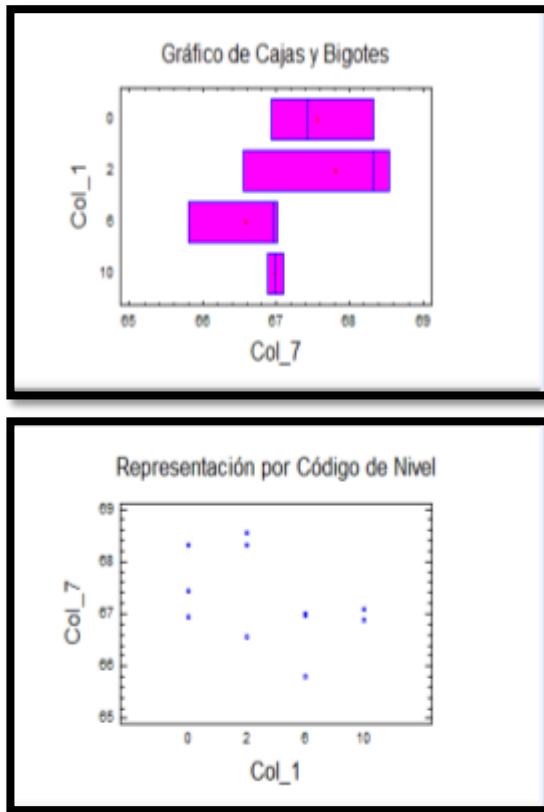 Gráfico de Cajas y Bigotes
0
2
6
10
Col_1
65 66 67 68 69
Col_7
Representación por Código de Nivel
69
68
67
66
65
Col_7
0 2 6 10
Col_1